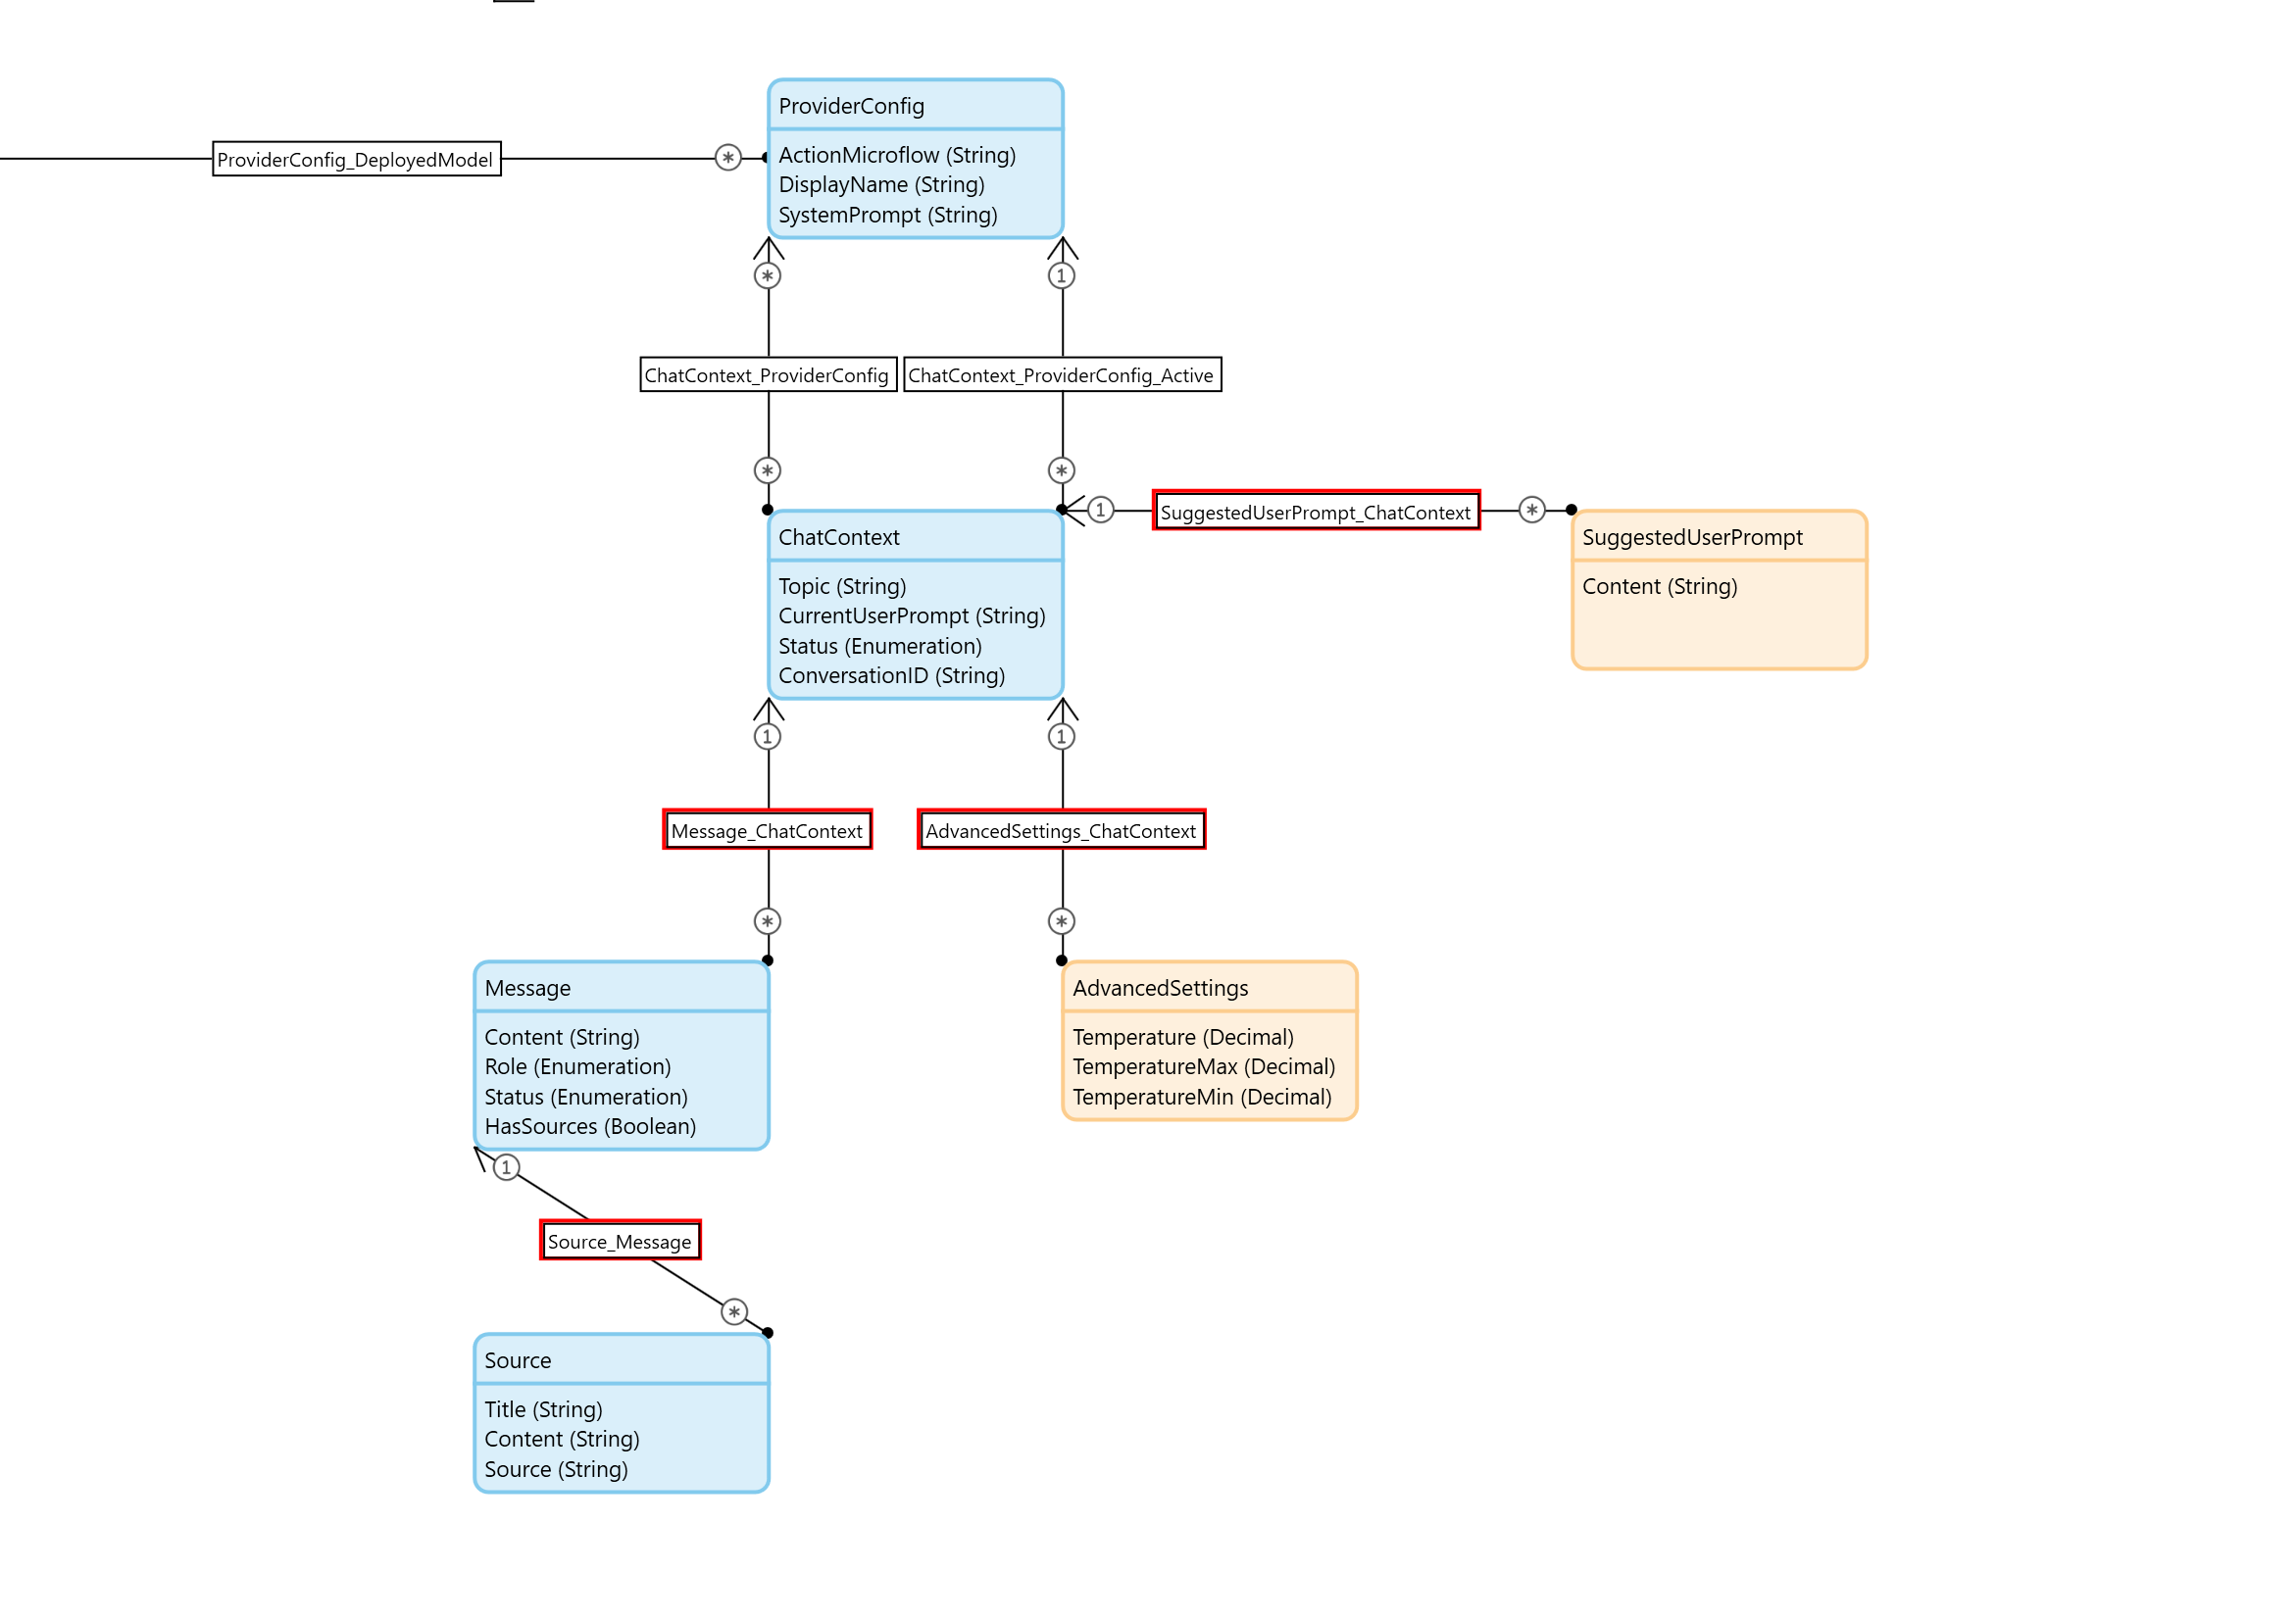 ProviderConfig
ProviderConfig_DeployedModel
*
ActionMicroflow (String)
DisplayName (String)
SystemPrompt (String)
*
1
ChatContext_ProviderConfig
ChatContext_ProviderConfig_Active
*
*
1
SuggestedUserPrompt_ChatContext
*
ChatContext
Topic (String)
CurrentUserPrompt (String)
Status (Enumeration)
ConversationID (String)
SuggestedUserPrompt
Content (String)
1
1
Message_ChatContext
AdvancedSettings_ChatContext
*
*
Message
Content (String)
Role (Enumeration)
Status (Enumeration)
HasSources (Boolean)
AdvancedSettings
Temperature (Decimal)
TemperatureMax (Decimal)
TemperatureMin (Decimal)
1
Source_Message
*
Source
Title (String)
Content (String)
Source (String)